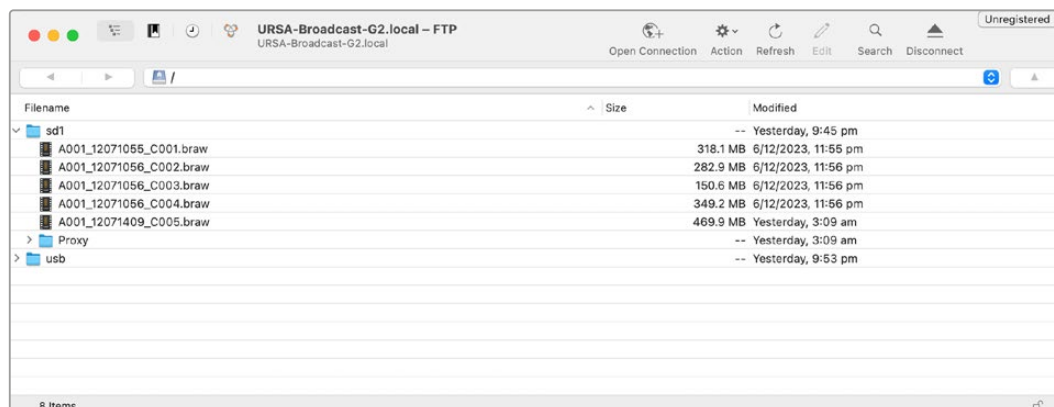 Unregistered
URSA-Broadcast-G2.local – FTP
URSA-Broadcast-G2.local
Open Connection Action Refresh Edit Search Disconnect
/
Filename Size Modified
sd1 -- Yesterday, 9:45 pm
A001_12071055_C001.braw 318.1 MB 6/12/2023, 11:55 pm
A001_12071056_C002.braw 282.9 MB 6/12/2023, 11:56 pm
A001_12071056_C003.braw 150.6 MB 6/12/2023, 11:56 pm
A001_12071056_C004.braw 349.2 MB 6/12/2023, 11:56 pm
A001_12071409_C005.braw 469.9 MB Yesterday, 3:09 am
Proxy -- Yesterday, 3:09 am
usb -- Yesterday, 9:53 pm
8 Items